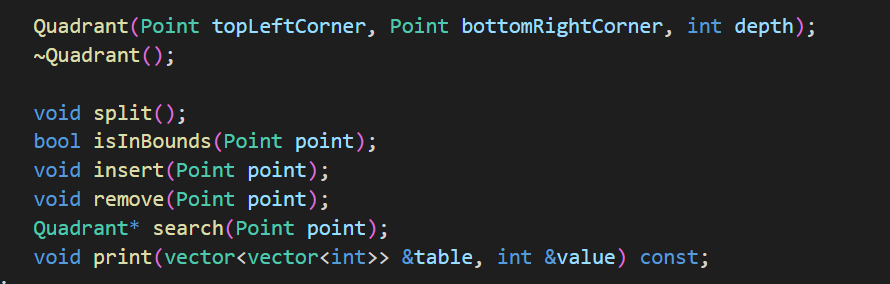 Quadrant(Point topLeftCorner, Point bottomRightCorner, int depth);
~Quadrant();
void split();
bool isInBounds(Point point);
void insert(Point point);
void remove(Point point);
Quadrant* search(Point point);
void print(vector<vector<int>> &table, int &value) const;